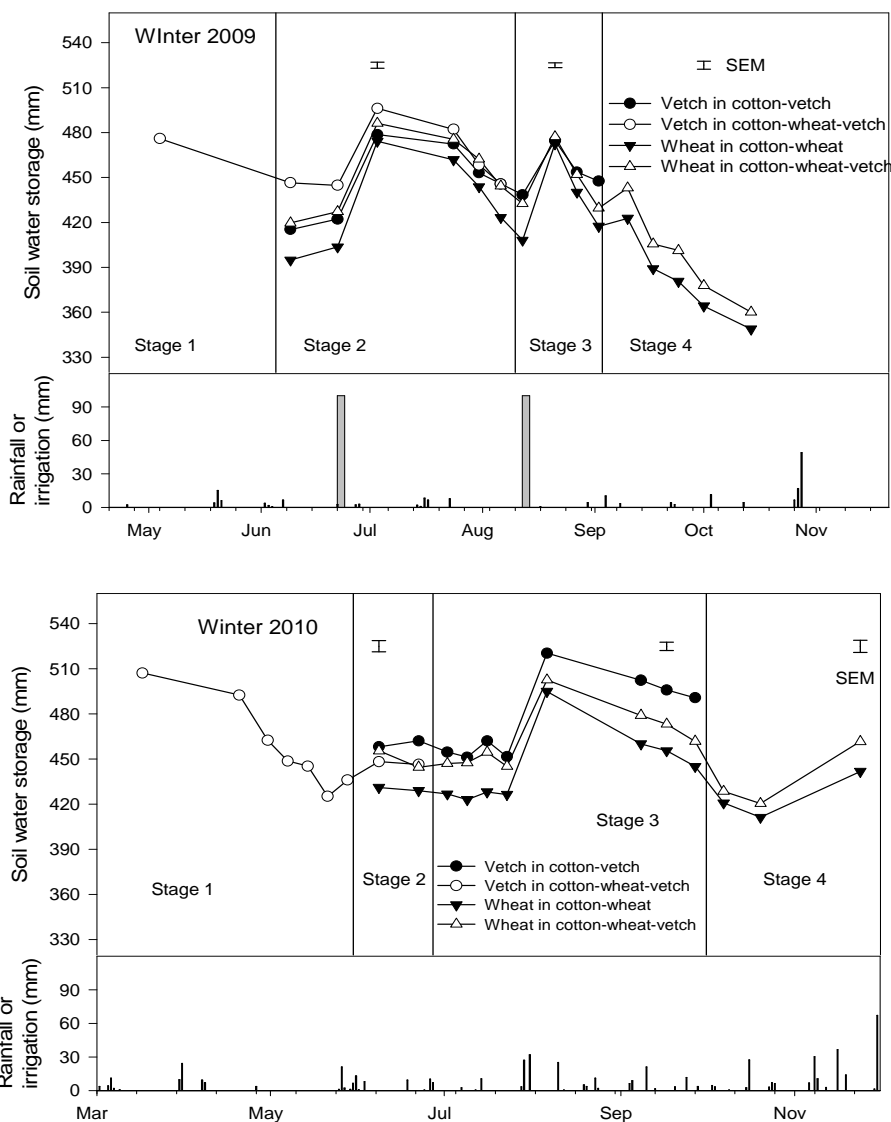 WInter 2009
SEM
Vetch in cotton-vetch
Vetch in cotton-wheat-vetch
Wheat in cotton-wheat
Wheat in cotton-wheat-vetch
Soil water storage (mm)
540
510
480
450
420
390
360
330
Stage 1
Stage 2
Stage 3
Stage 4
Rainfall or
irrigation (mm)
90
60
30
0
May
Jun
Jul
Aug
Sep
Oct
Nov
Winter 2010
SEM
Soil water storage (mm)
540
510
480
450
420
390
360
330
Stage 1
Stage 2
Stage 3
Stage 4
Vetch in cotton-vetch
Vetch in cotton-wheat-vetch
Wheat in cotton-wheat
Wheat in cotton-wheat-vetch
Rainfall or
irrigation (mm)
90
60
30
0
Mar
May
Jul
Sep
Nov